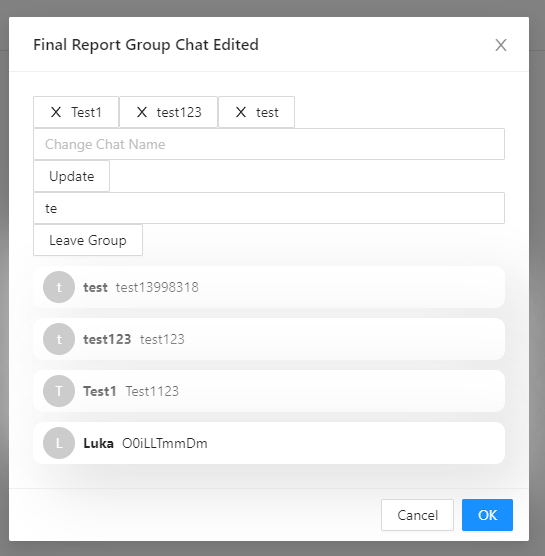 Final Report Group Chat Edited
X Test1 X test123 X test
Change Chat Name
Update
te
Leave Group
t test test13998318
t test123 test123
T Test1 Test1123
L Luka O0iLLTmmDm
Cancel OK